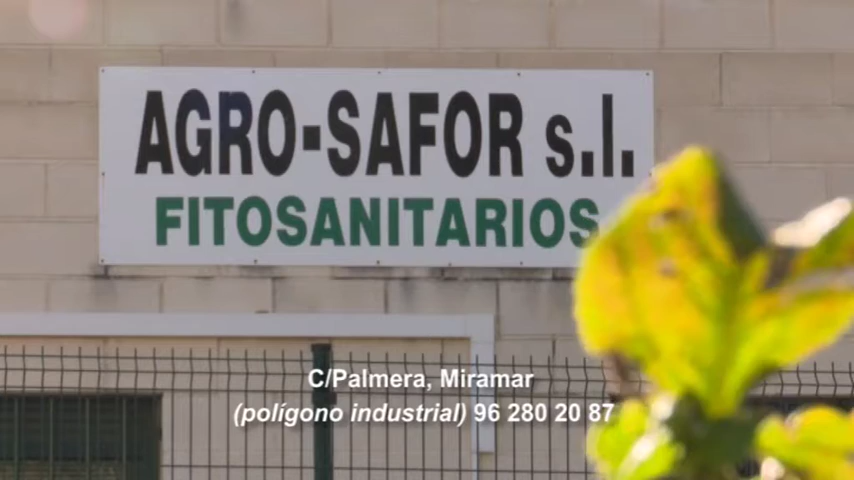 AGRO-SAFOR s.l.
FITOSANITARIOS
C/Palmera, Miramar
(polígono industrial) 96 280 20 87